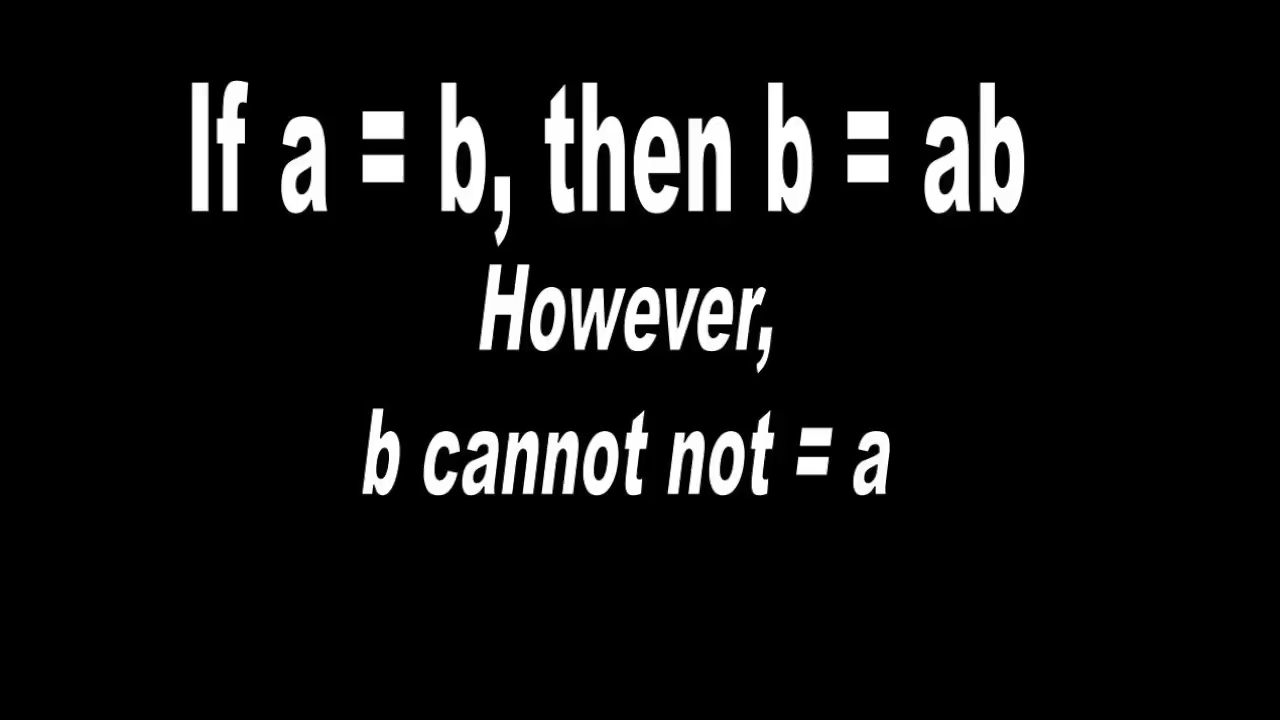 If a = b, then b = ab
However,
b cannot not = a